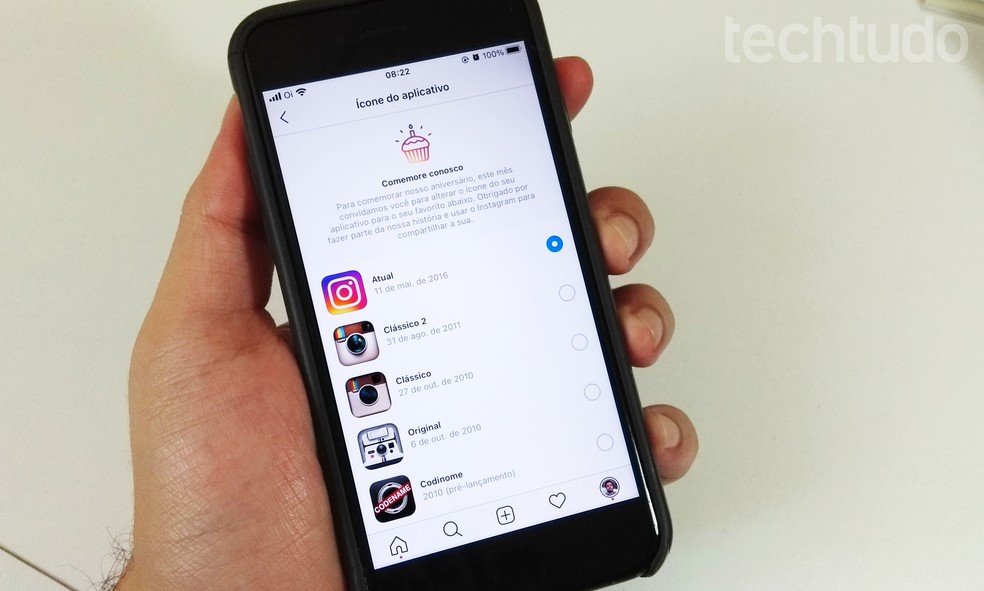 techtudo
Oi 08:22 100%
Ícone do aplicativo
Comemore conosco
Para comemorar nosso aniversário, este mês
convidamos você para alterar o ícone do seu
aplicativo para o seu favorito abaixo. Obrigado por
fazer parte da nossa história e usar o Instagram para
compartilhar a sua.
Atual
11 de mai. de 2016
Clássico 2
31 de ago. de 2011
Clássico
27 de out. de 2010
Original
6 de out. de 2010
Codinome
2010 (pré-lançamento)
CODENAME